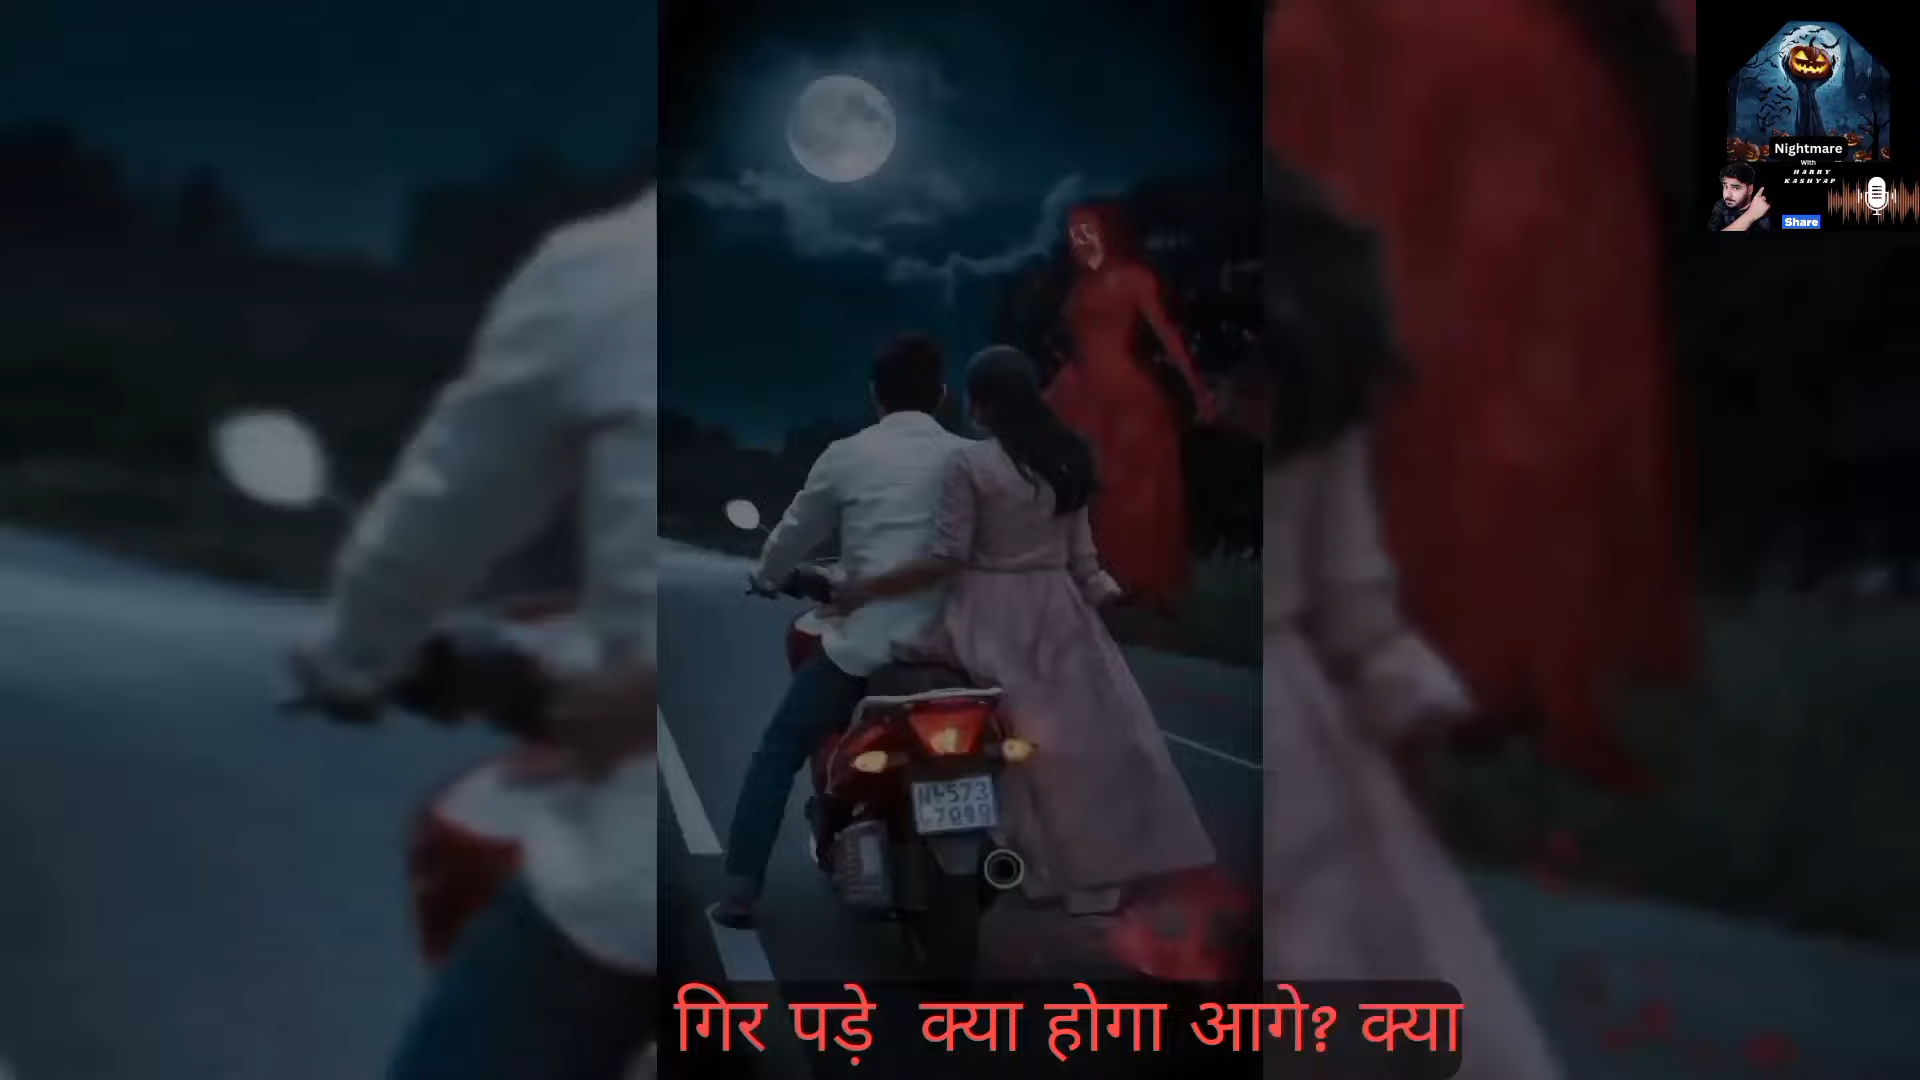 Nightmare
With
HARRY
KASHYAP
Share
गिर पड़े क्या होगा आगे? क्या